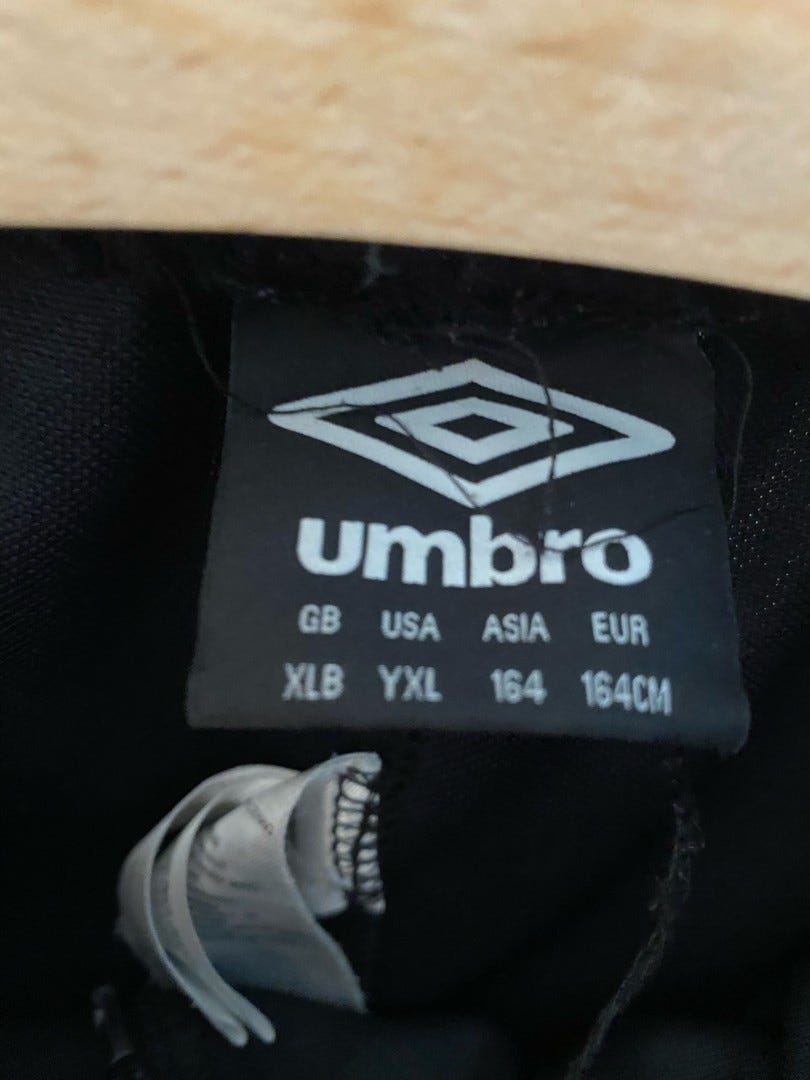 umbro
GB USA ASIA EUR
XLB YXL 164 164CM